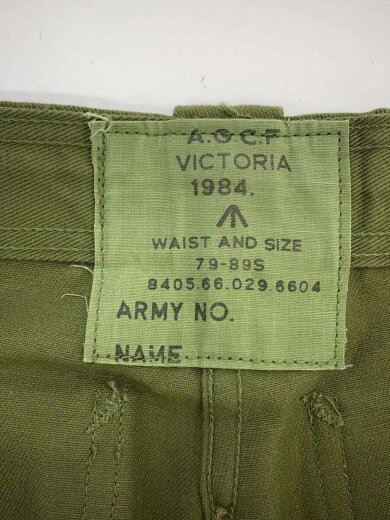 A.G.C.F
VICTORIA
1984.
WAIST AND SIZE
79-89S
8405.66.029.6604
ARMY NO.
NAME